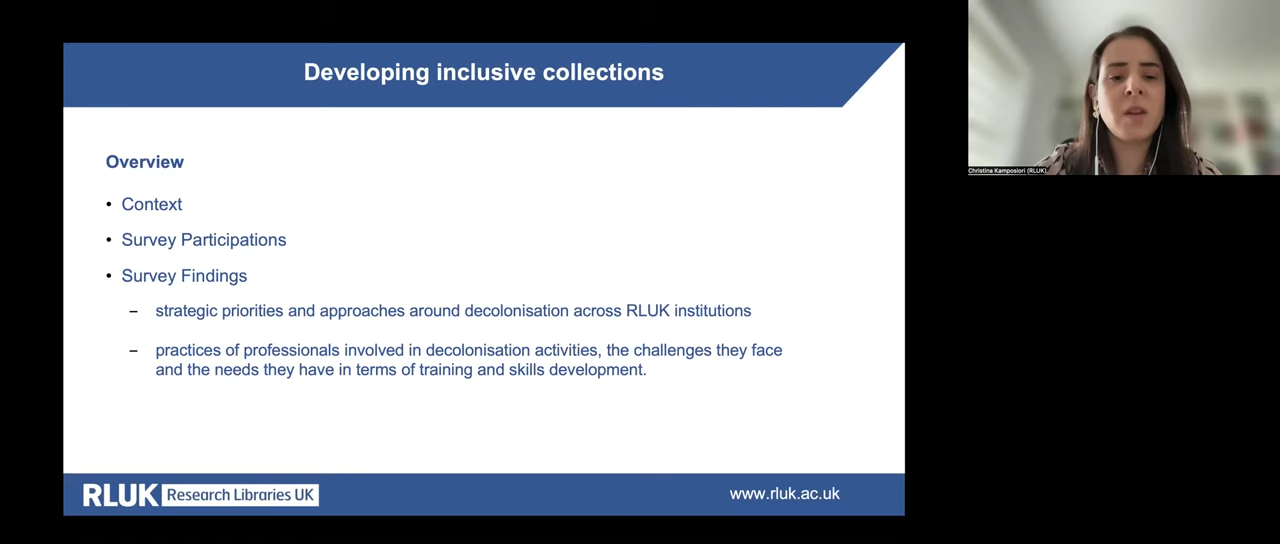 Developing inclusive collections
Christina Kamposiori (RLUK)
Overview
• Context
• Survey Participations
• Survey Findings
– strategic priorities and approaches around decolonisation across RLUK institutions
– practices of professionals involved in decolonisation activities, the challenges they face
and the needs they have in terms of training and skills development.
RLUK Research Libraries UK
www.rluk.ac.uk